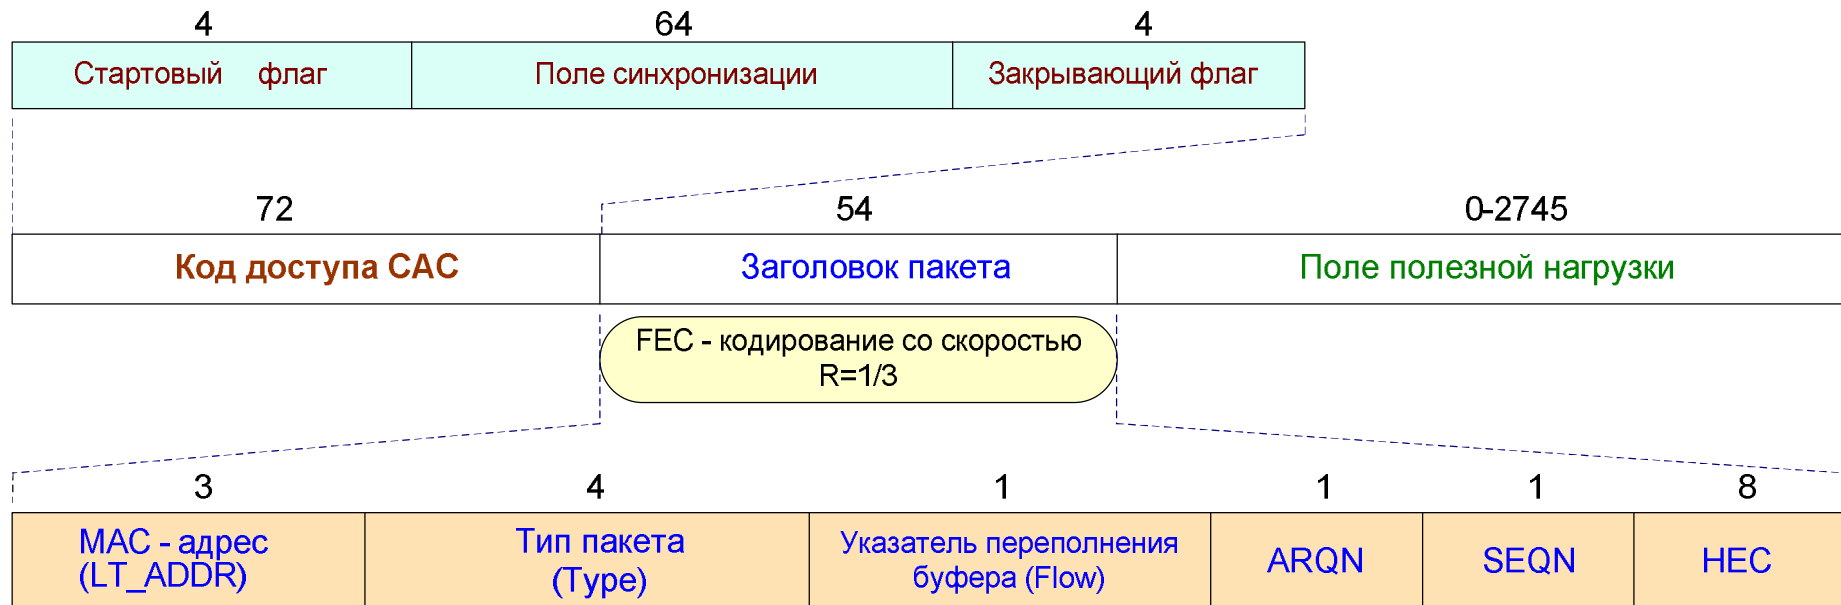 4 64 4
Стартовый флаг Поле синхронизации Закрывающий флаг
72 54 0-2745
Код доступа CAC Заголовок пакета Поле полезной нагрузки
FEC - кодирование со скоростью
R=1/3
3 4 1 1 1 8
MAC - адрес
(LT_ADDR)
Тип пакета
(Type)
Указатель переполнения
буфера (Flow)
ARQN
SEQN
HEC